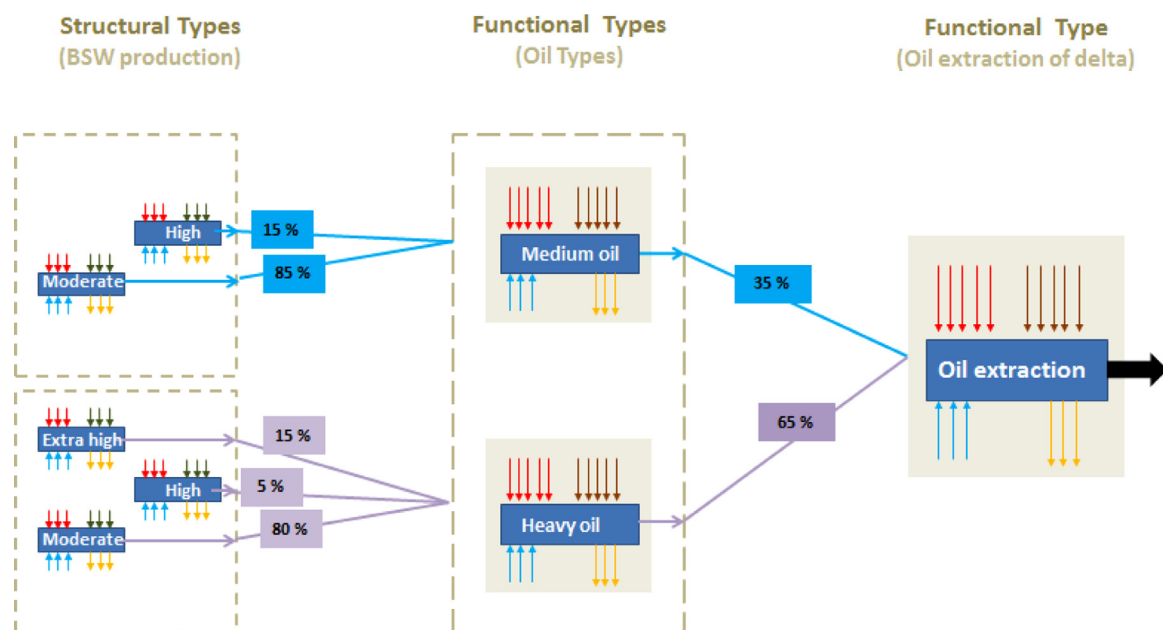 Structural Types
(BSW production)
Functional Types
(Oil Types)
Functional Type
(Oil extraction of delta)
High
15 %
Moderate
85 %
Medium oil
35 %
Oil extraction
Extra high
15 %
High
5 %
Moderate
80 %
Heavy oil
65 %